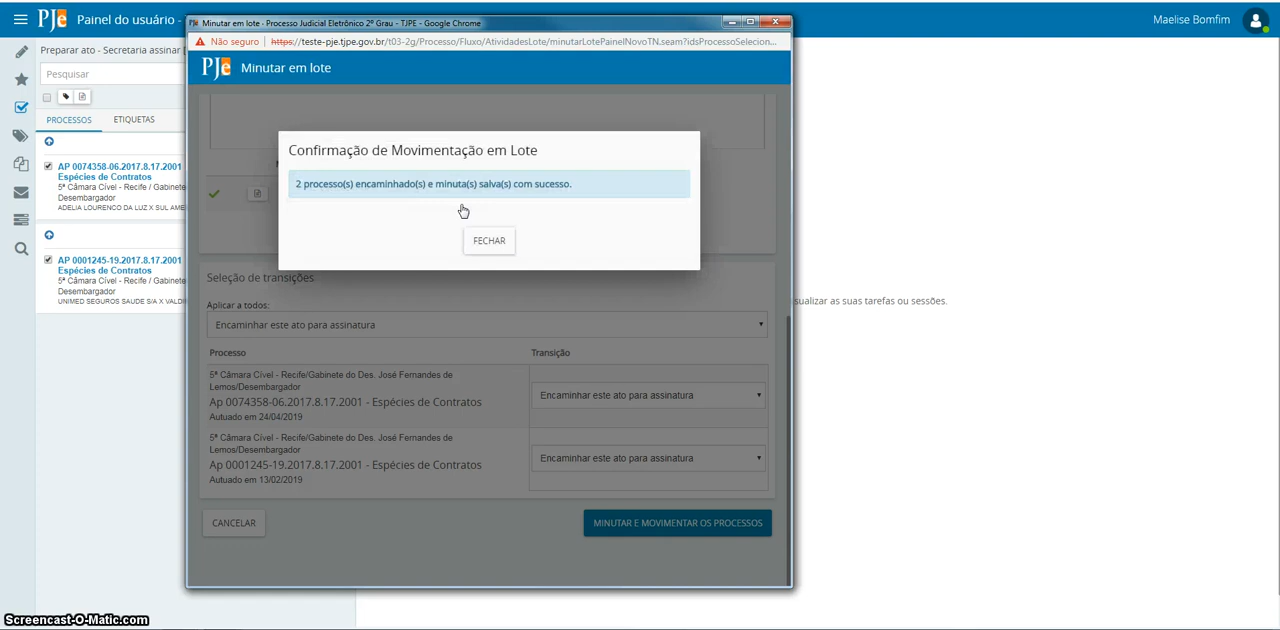 PJe Painel do usuário -
Maelise Bomfim
Preparar ato - Secretaria assinar
Pesquisar
PROCESSOS ETIQUETAS
AP 0074358-06.2017.8.17.2001
Espécies de Contratos
5ª Câmara Cível - Recife / Gabinete
Desembargador
ADELIA LOURENCO DA LUZ X SUL AME
AP 0001245-19.2017.8.17.2001
Espécies de Contratos
5ª Câmara Cível - Recife / Gabinete
Desembargador
UNIMED SEGUROS SAUDE S/A X VALDI
Minutar em lote - Processo Judicial Eletrônico 2º Grau - TJPE - Google Chrome
Não seguro https://teste-pje.tjpe.gov.br/t03-2g/Processo/Fluxo/AtividadesLote/minutarLotePainelNovoTN.seam?idsProcessoSelecion...
PJe Minutar em lote
Confirmação de Movimentação em Lote
2 processo(s) encaminhado(s) e minuta(s) salva(s) com sucesso.
FECHAR
Seleção de transições
Aplicar a todos:
Encaminhar este ato para assinatura
Processo Transição
5ª Câmara Cível - Recife/Gabinete do Des. José Fernandes de
Lemos/Desembargador
Ap 0074358-06.2017.8.17.2001 - Espécies de Contratos
Autuado em 24/04/2019
Encaminhar este ato para assinatura
5ª Câmara Cível - Recife/Gabinete do Des. José Fernandes de
Lemos/Desembargador
Ap 0001245-19.2017.8.17.2001 - Espécies de Contratos
Autuado em 13/02/2019
Encaminhar este ato para assinatura
CANCELAR MINUTAR E MOVIMENTAR OS PROCESSOS
sualizar as suas tarefas ou sessões.
Screencast-O-Matic.com